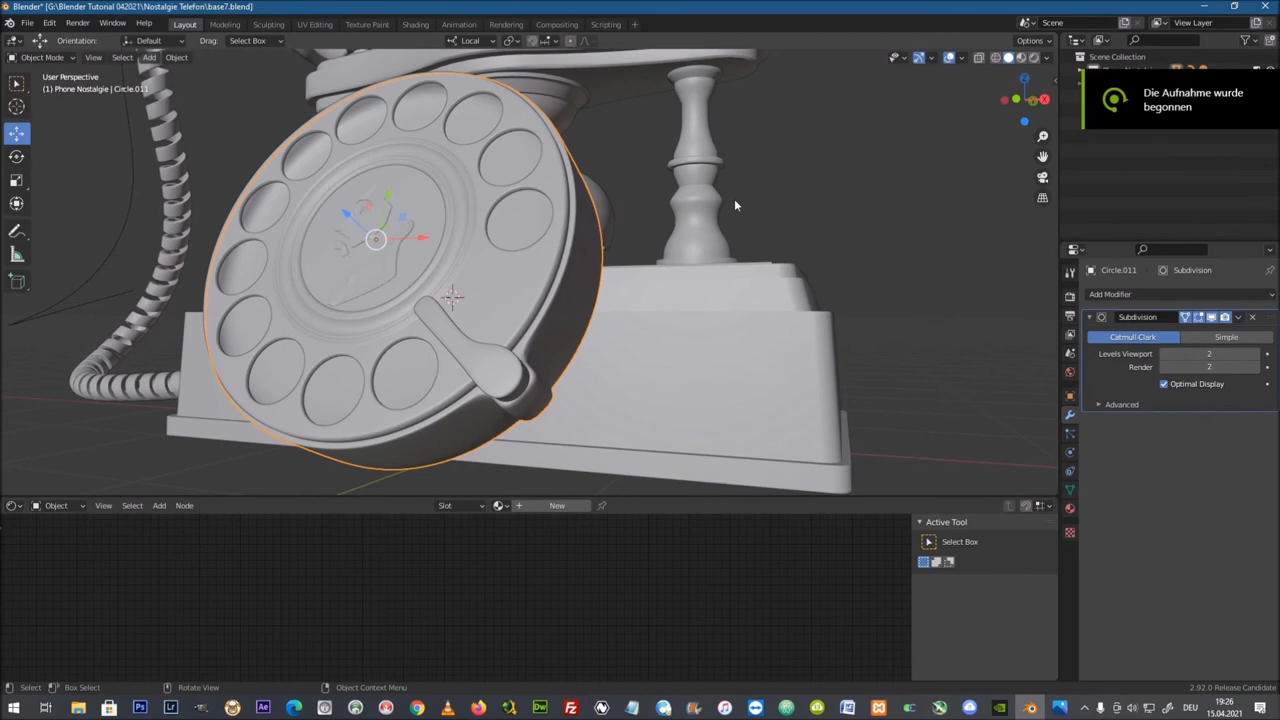 Blender* [G:\Blender Tutorial 042021\Nostalgie Telefon\base7.blend]
File Edit Render Window Help Layout Modeling Sculpting UV Editing Texture Paint Shading Animation Rendering Compositing Scripting + Scene View Layer
Orientation: Default Drag: Select Box Local Options
Object Mode View Select Add Object
User Perspective
(1) Phone Nostalgie | Circle.011
Scene Collection
Die Aufnahme wurde
begonnen
Circle.011 Subdivision
Add Modifier
Subdivision
Catmull-Clark Simple
Levels Viewport 2
Render 2
Optimal Display
Advanced
Object View Select Add Node Slot New
Active Tool
Select Box
Select Box Select Rotate View Object Context Menu 2.92.0 Release Candidate
DEU 19:26
15.04.2021